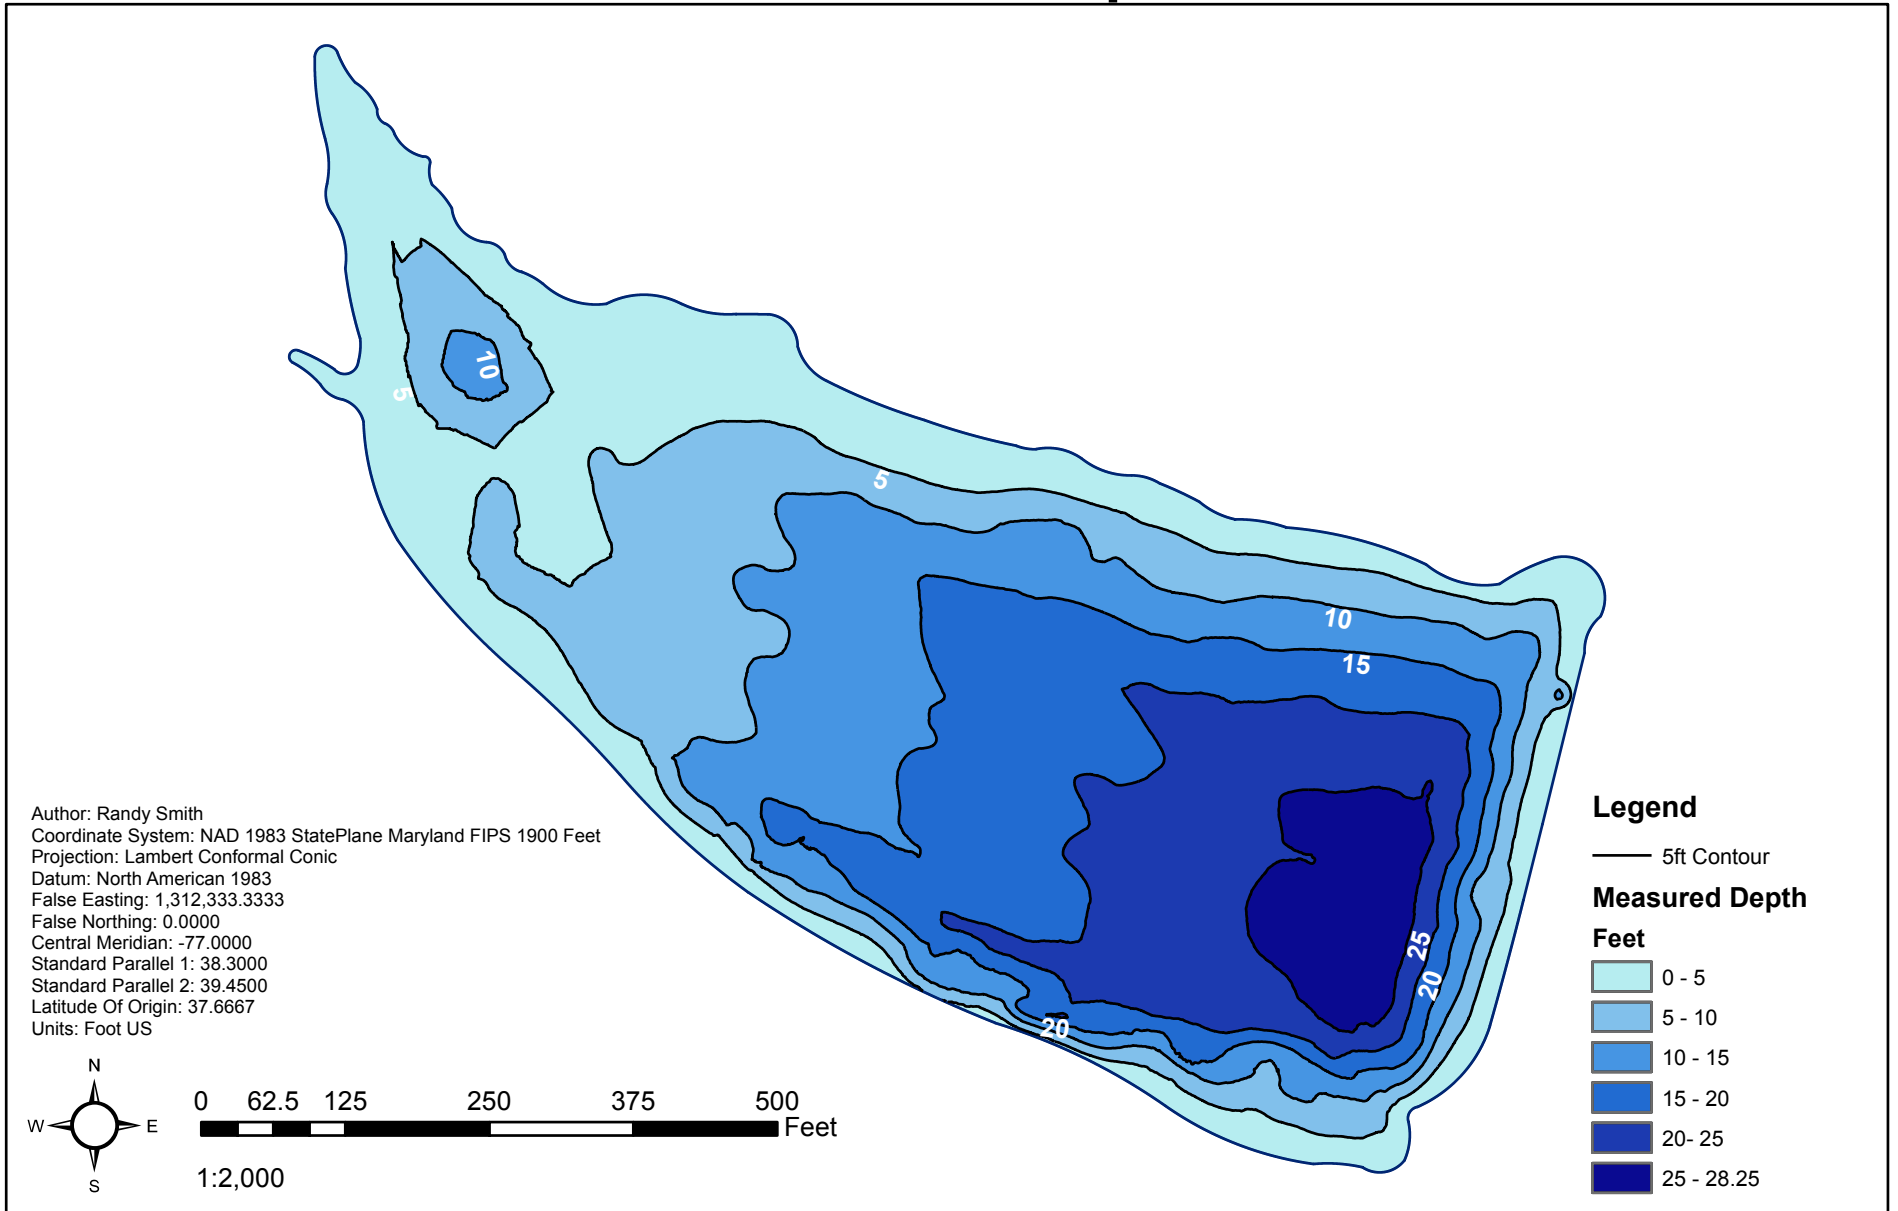 5
10
5
10
15
25
20
20
Author: Randy Smith
Coordinate System: NAD 1983 StatePlane Maryland FIPS 1900 Feet
Projection: Lambert Conformal Conic
Datum: North American 1983
False Easting: 1,312,333.3333
False Northing: 0.0000
Central Meridian: -77.0000
Standard Parallel 1: 38.3000
Standard Parallel 2: 39.4500
Latitude Of Origin: 37.6667
Units: Foot US
N
W E
S
0 62.5 125 250 375 500
Feet
1:2,000
Legend
5ft Contour
Measured Depth
Feet
0 - 5
5 - 10
10 - 15
15 - 20
20- 25
25 - 28.25